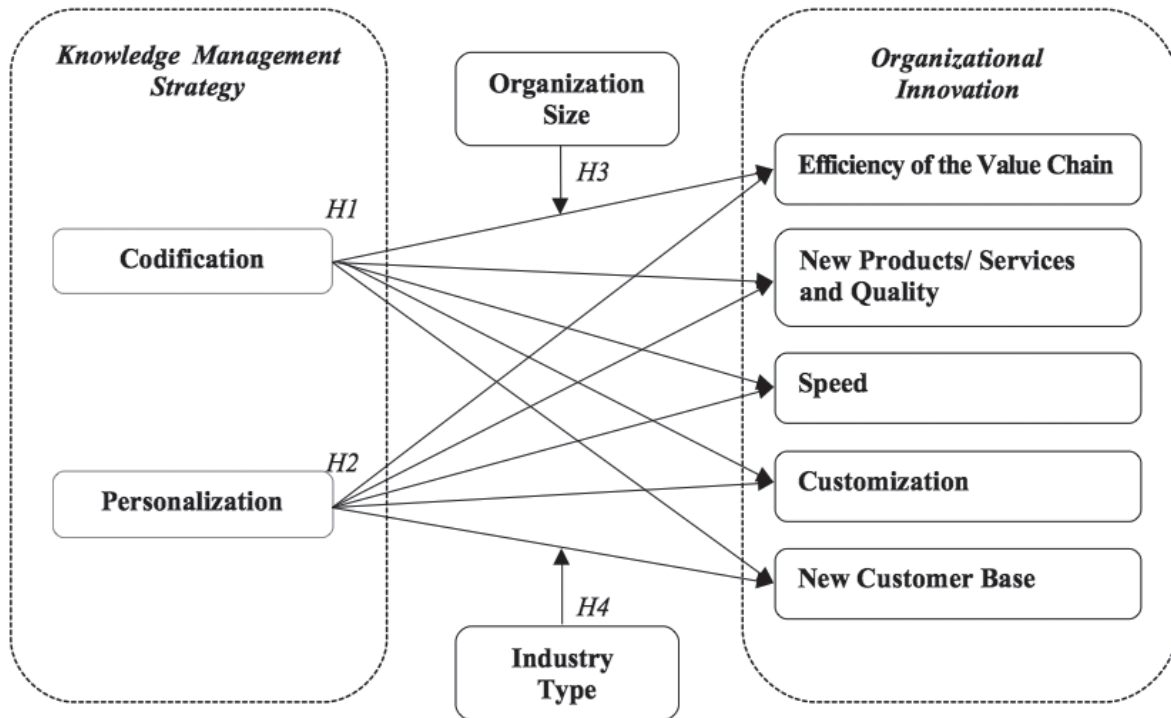 Knowledge Management
Strategy
H1
Codification
H2
Personalization
Organization
Size
H3
H4
Industry
Type
Organizational
Innovation
Efficiency of the Value Chain
New Products/ Services
and Quality
Speed
Customization
New Customer Base